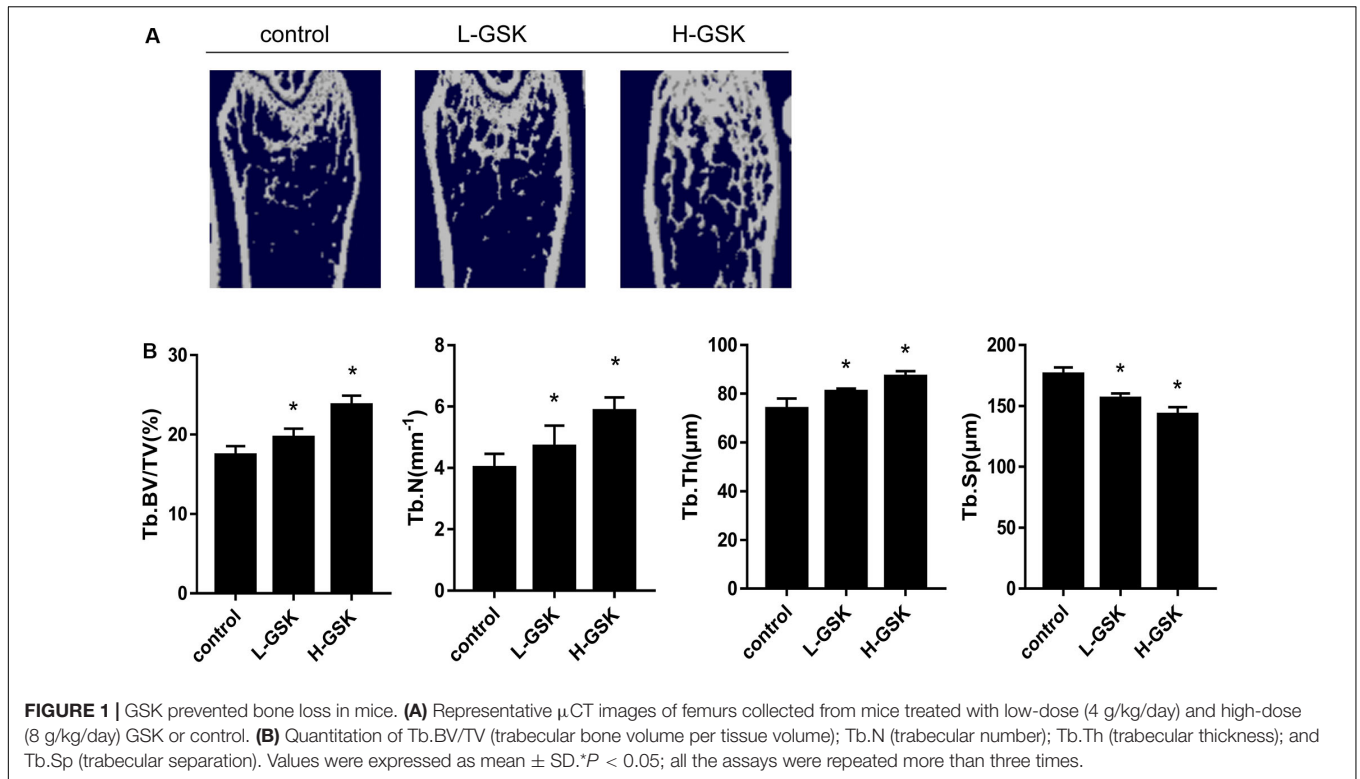 A
control L-GSK H-GSK
B
Tb.BV/TV(%)
30
20
10
0
control L-GSK H-GSK
* *
Tb.N(mm⁻¹)
8
6
4
2
0
control L-GSK H-GSK
* *
Tb.Th(μm)
100
80
60
40
20
0
control L-GSK H-GSK
* *
Tb.Sp(μm)
200
150
100
50
0
control L-GSK H-GSK
* *
FIGURE 1 | GSK prevented bone loss in mice. (A) Representative μCT images of femurs collected from mice treated with low-dose (4 g/kg/day) and high-dose
(8 g/kg/day) GSK or control. (B) Quantitation of Tb.BV/TV (trabecular bone volume per tissue volume); Tb.N (trabecular number); Tb.Th (trabecular thickness); and
Tb.Sp (trabecular separation). Values were expressed as mean ± SD.*P < 0.05; all the assays were repeated more than three times.